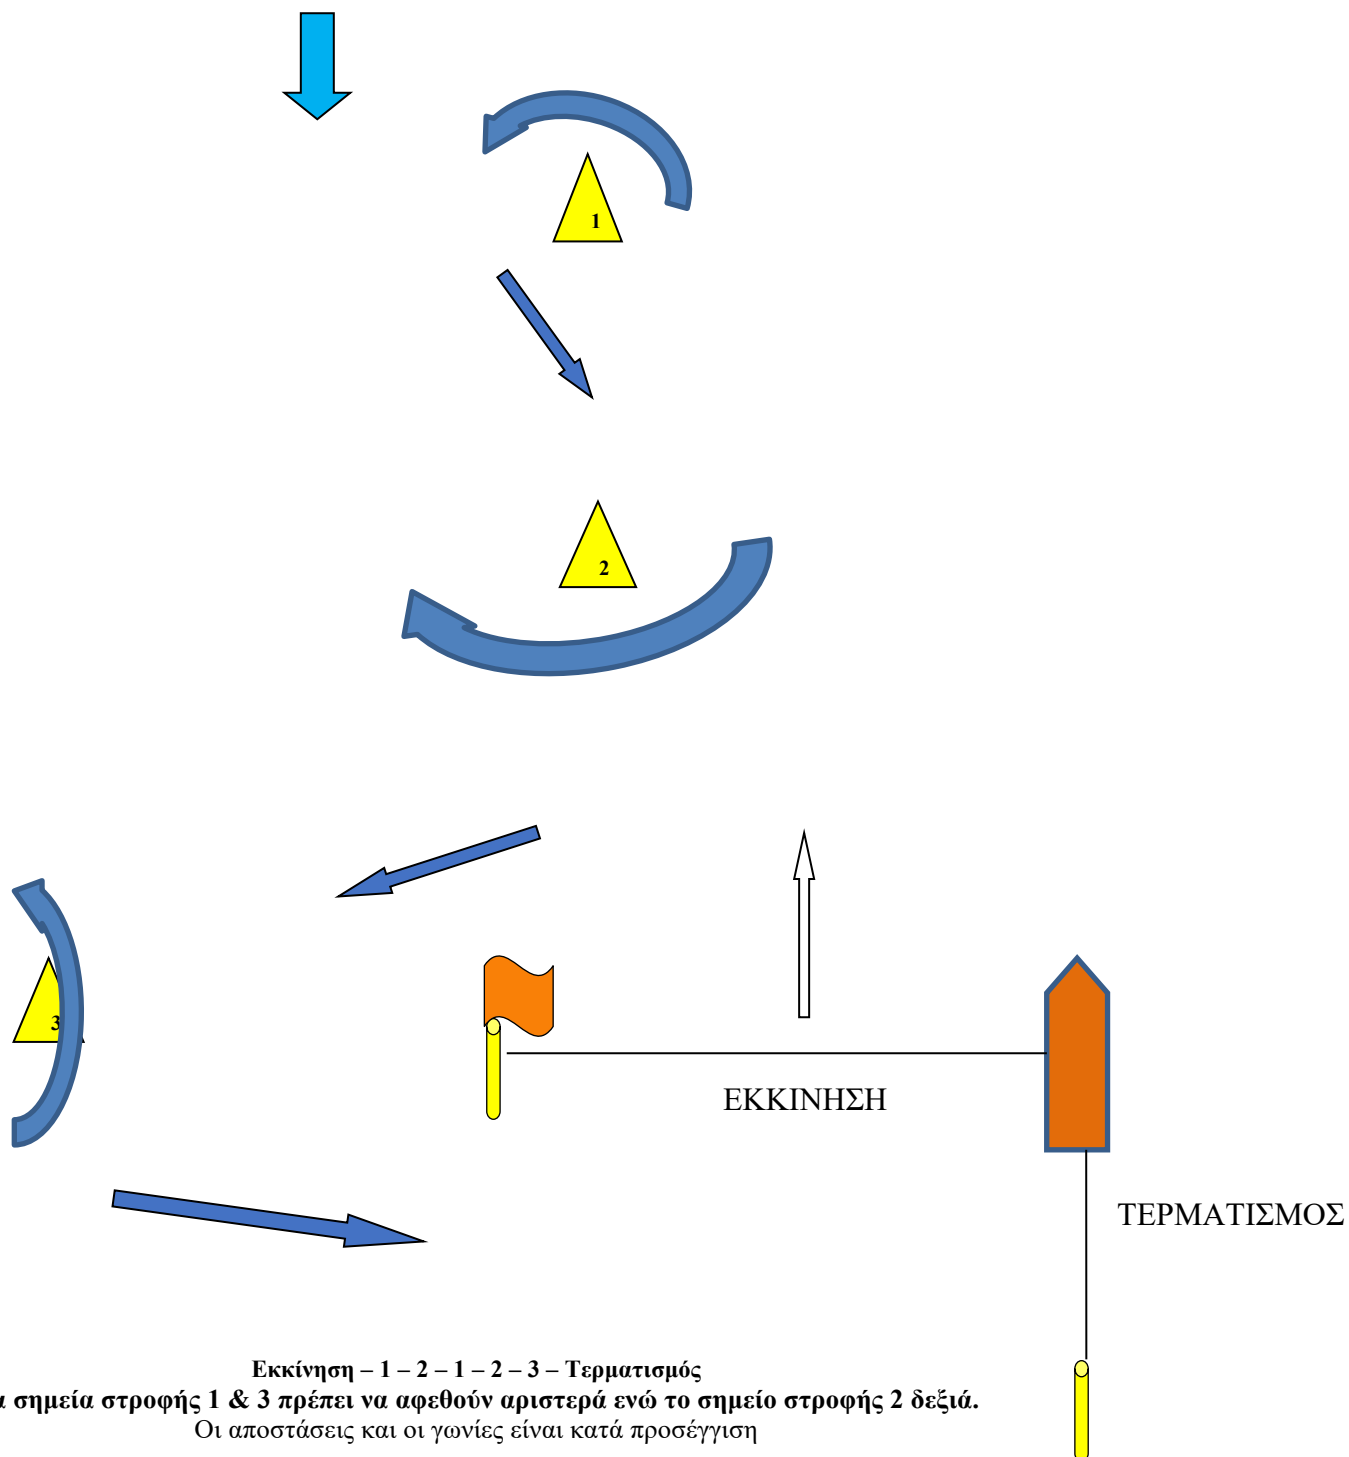 1
2
3
ΕΚΚΙΝΗΣΗ
ΤΕΡΜΑΤΙΣΜΟΣ
Εκκίνηση – 1 – 2 – 1 – 2 – 3 – Τερματισμός
σημεία στροφής 1 & 3 πρέπει να αφεθούν αριστερά ενώ το σημείο στροφής 2 δεξιά.
Οι αποστάσεις και οι γωνίες είναι κατά προσέγγιση